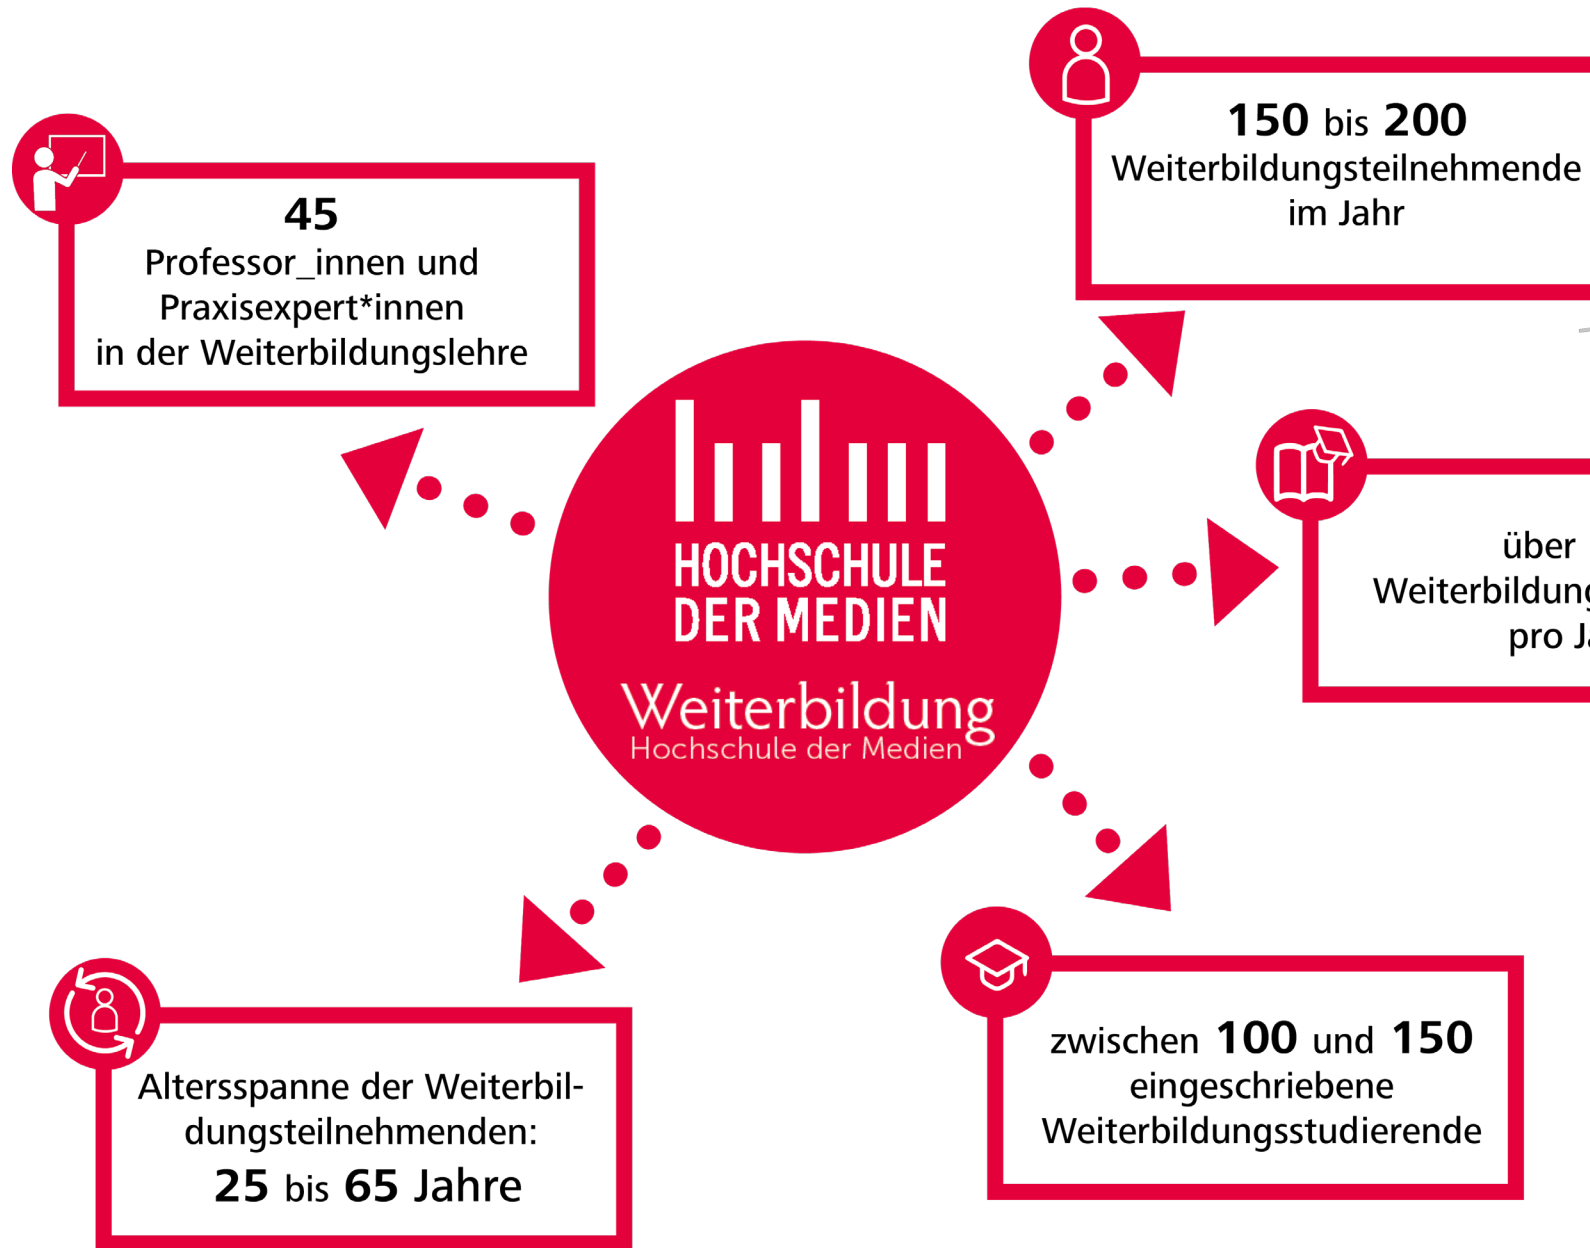 150 bis 200
Weiterbildungsteilnehmende
im Jahr
45
Professor_innen und
Praxisexpert*innen
in der Weiterbildungslehre
HOCHSCHULE
DER MEDIEN
Weiterbildung
Hochschule der Medien
über
pro
zwischen 100 und 150
eingeschriebene
Weiterbildungsstudierende
Altersspanne der Weiterbil-
dungsteilnehmenden:
25 bis 65 Jahre